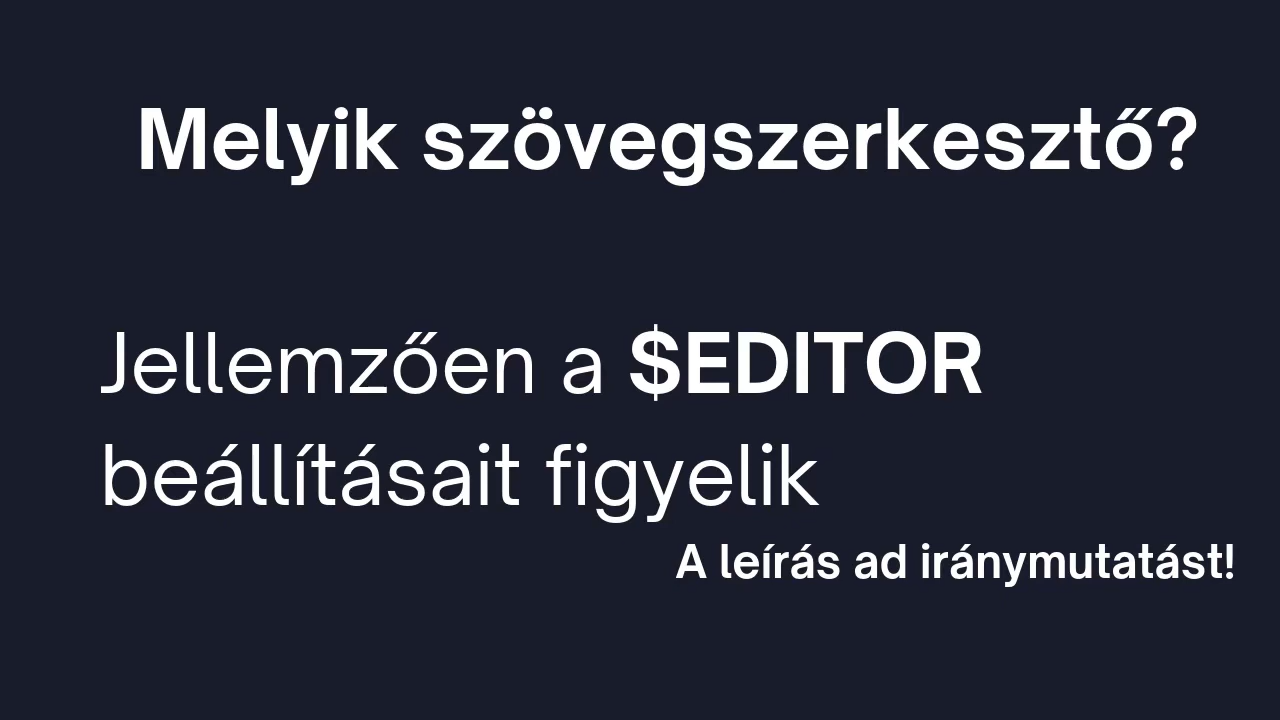 Melyik szövegszerkesztő?
Jellemzően a $EDITOR
beállításait figyelik
A leírás ad iránymutatást!